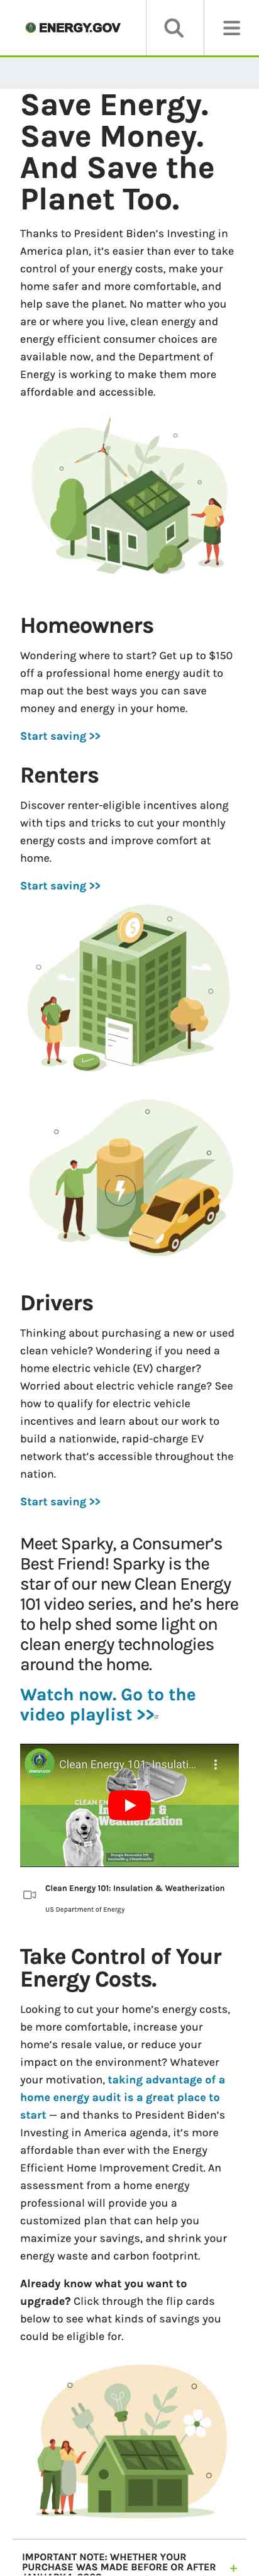 ENERGY.GOV
Save Energy.
Save Money.
And Save the
Planet Too.
Thanks to President Biden's Investing in
America plan, it's easier than ever to take
control of your energy costs, make your
home safer and more comfortable, and
help save the planet. No matter who you
are or where you live, clean energy and
energy efficient consumer choices are
available now, and the Department of
Energy is working to make them more
affordable and accessible.
Homeowners
Wondering where to start? Get up to $150
off a professional home energy audit to
map out the best ways you can save
money and energy in your home.
Start saving >>
Renters
Discover renter-eligible incentives along
with tips and tricks to cut your monthly
energy costs and improve comfort at
home.
Start saving >>
$
Drivers
Thinking about purchasing a new or used
clean vehicle? Wondering if you need a
home electric vehicle (EV) charger?
Worried about electric vehicle range? See
how to qualify for electric vehicle
incentives and learn about our work to
build a nationwide, rapid-charge EV
network that's accessible throughout the
nation.
Start saving >>
Meet Sparky, a Consumer's
Best Friend! Sparky is the
star of our new Clean Energy
101 video series, and he's here
to help shed some light on
clean energy technologies
around the home.
Watch now. Go to the
video playlist >>
Clean Energy 101: Insulati...
CLEAN EN
&
Weatherization
Clean Energy 101: Insulation & Weatherization
US Department of Energy
Take Control of Your
Energy Costs.
Looking to cut your home's energy costs,
be more comfortable, increase your
home's resale value, or reduce your
impact on the environment? Whatever
your motivation, taking advantage of a
home energy audit is a great place to
start — and thanks to President Biden's
Investing in America agenda, it's more
affordable than ever with the Energy
Efficient Home Improvement Credit. An
assessment from a home energy
professional will provide you a
customized plan that can help you
maximize your savings, and shrink your
energy waste and carbon footprint.
Already know what you want to
upgrade? Click through the flip cards
below to see what kinds of savings you
could be eligible for.
IMPORTANT NOTE: WHETHER YOUR
PURCHASE WAS MADE BEFORE OR AFTER +